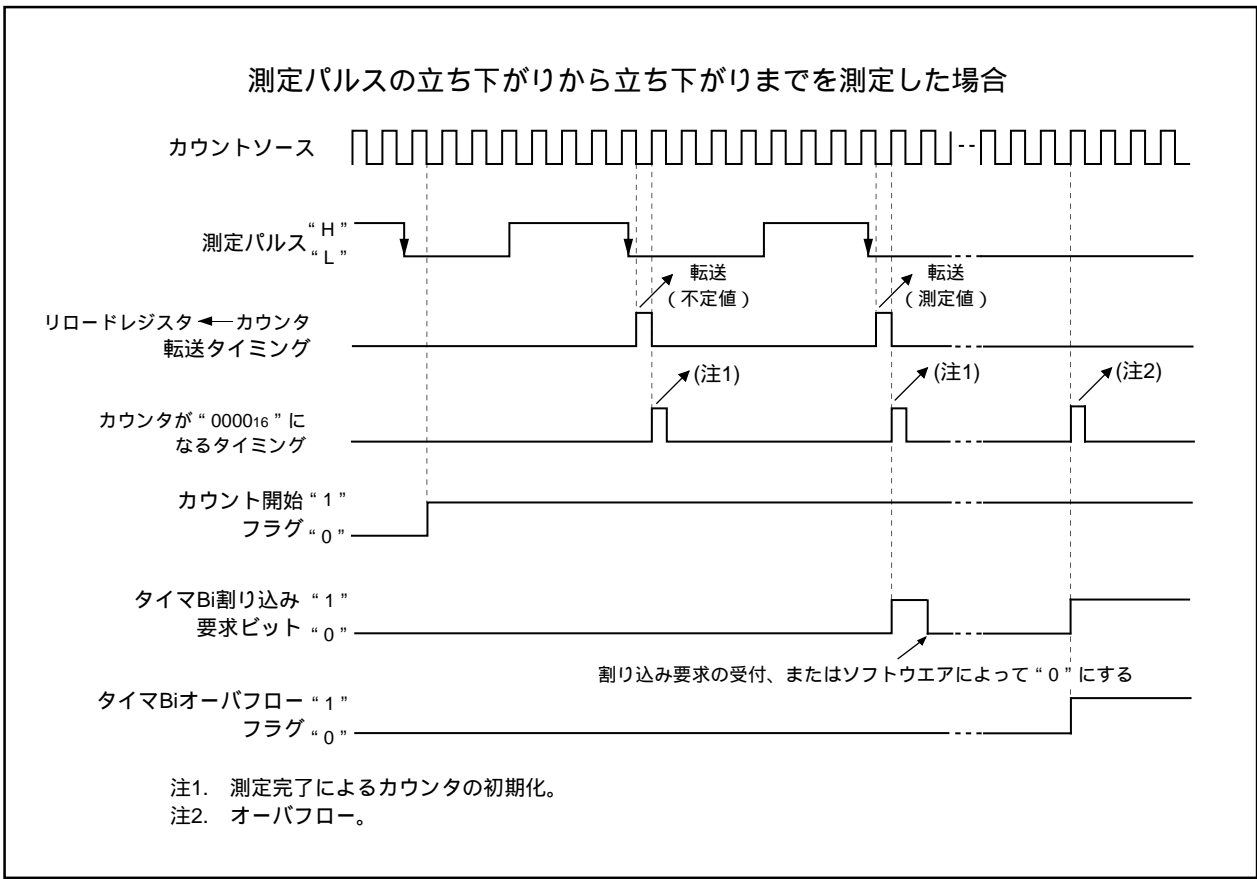 測定パルスの立ち下がりから立ち下がりまでを測定した場合
カウントソース
測定パルス
“ H ”
“ L ”
転送
( 不定値 )
転送
( 測定値 )
リロードレジスタ カウンタ
転送タイミング
(注1)
(注1)
(注2)
カウンタが “ 000016 ” に
なるタイミング
カウント開始 “ 1 ”
フラグ “ 0 ”
タイマBi割り込み “ 1 ”
要求ビット “ 0 ”
割り込み要求の受付、またはソフトウエアによって “ 0 ” にする
タイマBiオーバフロー “ 1 ”
フラグ “ 0 ”
注1. 測定完了によるカウンタの初期化。
注2. オーバフロー。